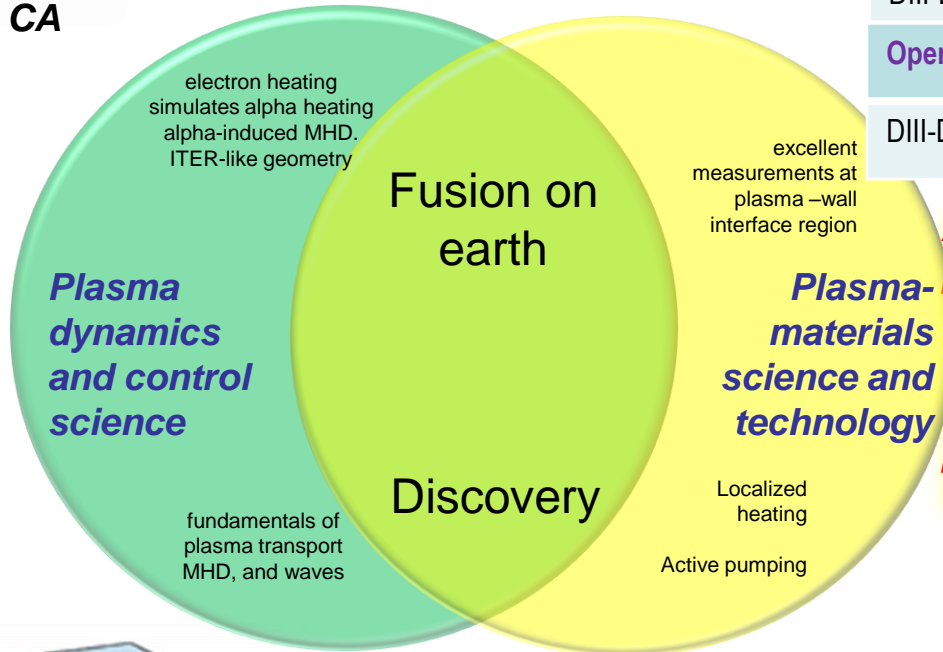 CA
electron heating
simulates alpha heating
alpha-induced MHD.
ITER-like geometry
Fusion on
earth
excellent
measurements at
plasma –wall
interface region
Plasma
dynamics
and control
science
Plasma-
materials
science and
technology
Discovery
fundamentals of
plasma transport
MHD, and waves
Localized
heating
Active pumping